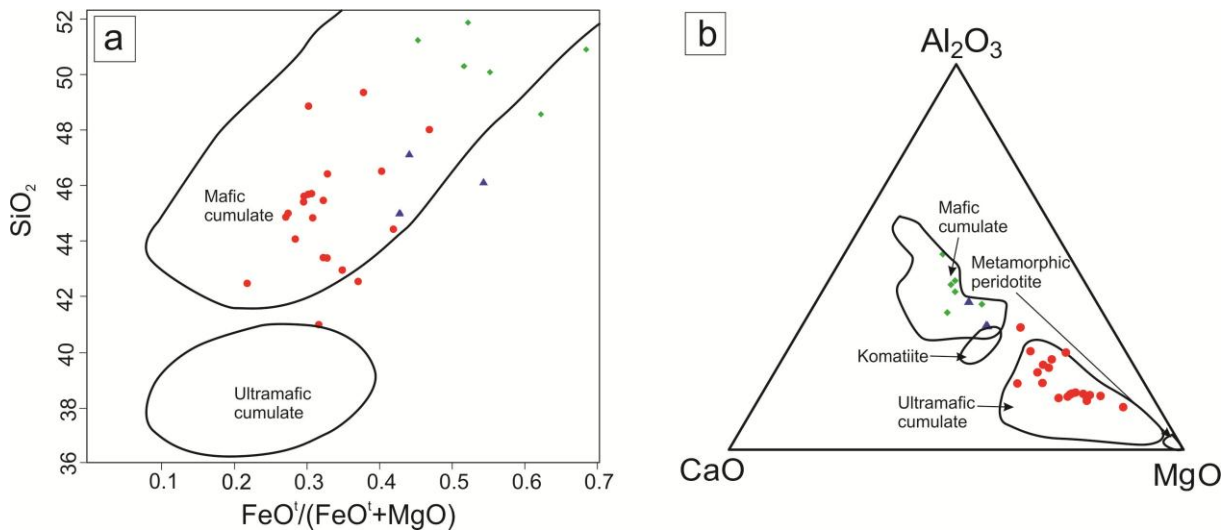 a
SiO₂
52
50
48
46
44
42
40
38
36
Mafic
cumulate
Ultramafic
cumulate
0.1 0.2 0.3 0.4 0.5 0.6 0.7
FeOᵗ/(FeOᵗ+MgO)
b
Al₂O₃
Mafic
cumulate
Metamorphic
peridotite
Komatiite
Ultramafic
cumulate
CaO
MgO